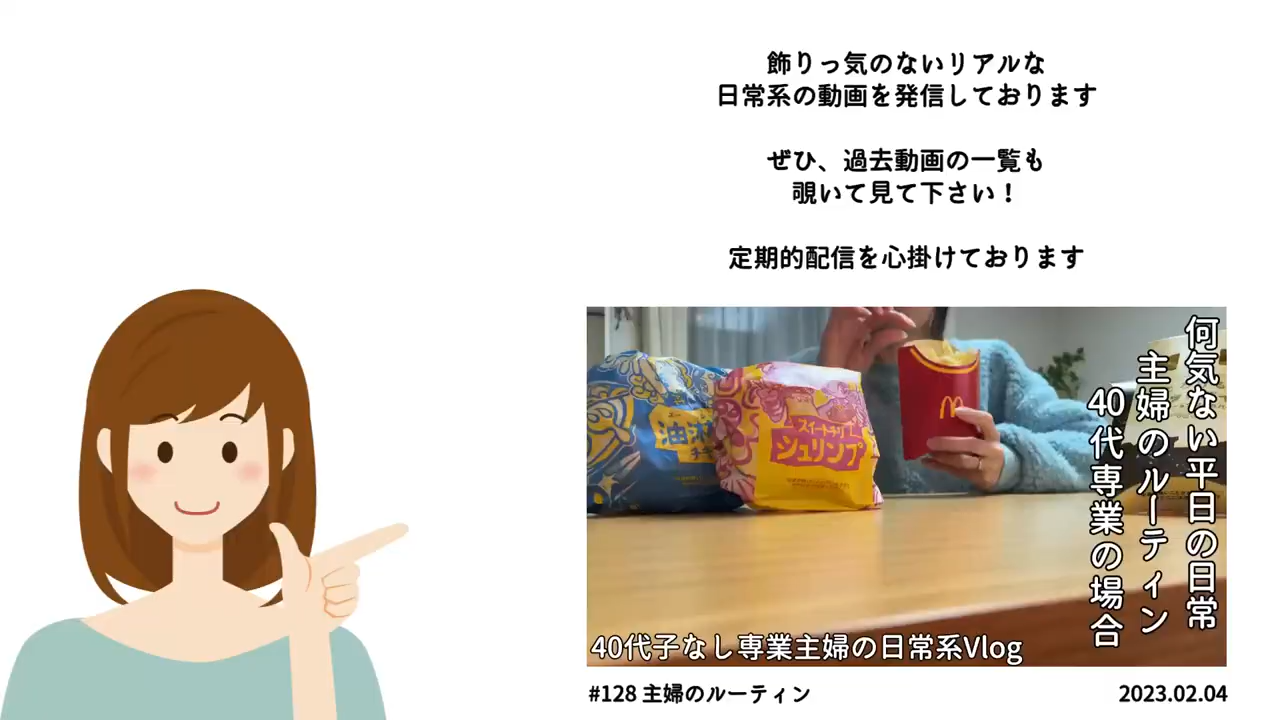 飾りっ気のないリアルな
日常系の動画を発信しております
ぜひ、過去動画の一覧も
覗いて見て下さい！
定期的配信を心掛けております
何気ない平日の日常
主婦のルーティン
40代専業の場合
スイートチリ
シュリンプ
40代子なし専業主婦の日常系Vlog
#128 主婦のルーティン
2023.02.04